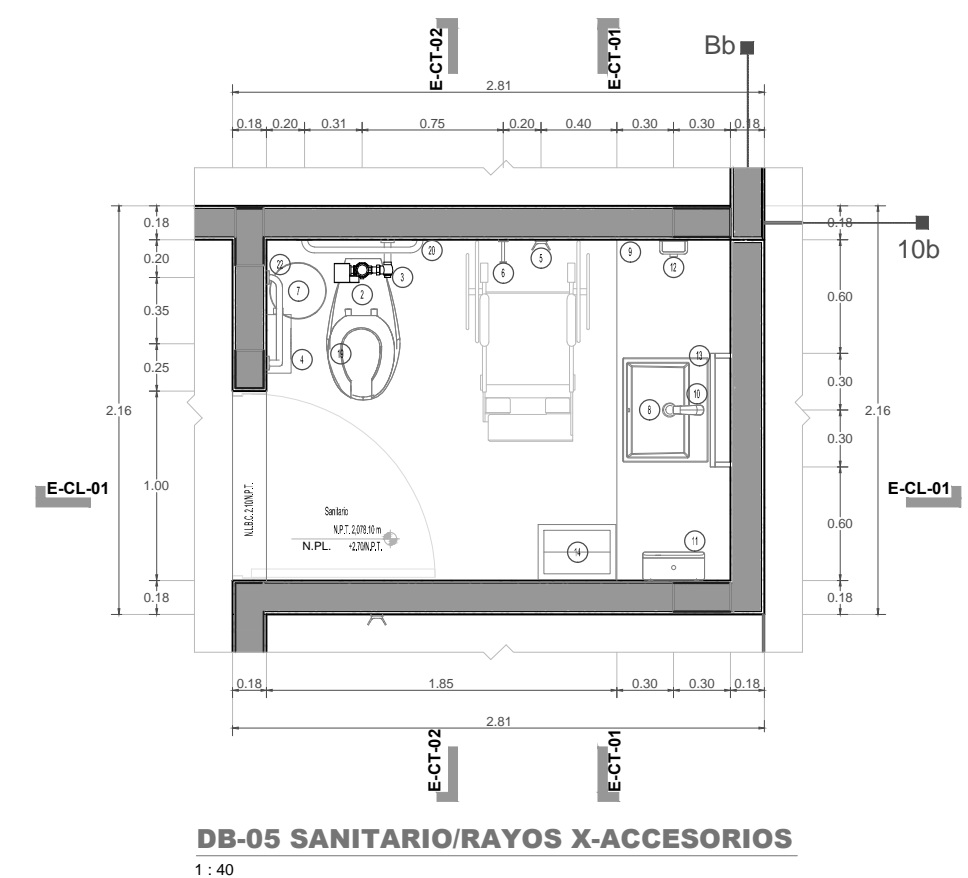 E-CT-02
E-CT-01
Bb
2.81
0.18 0.20 0.31 0.75 0.20 0.40 0.30 0.30 0.18
0.18
0.20
0.35
0.25
1.00
0.18
2.16
0.18
0.60
0.30
0.30
0.60
0.18
2.16
10b
22
7
2
3
20
4
19
6
5
9
12
13
10
8
11
14
E-CL-01
E-CL-01
N.L.B.C. 2.10/N.P.T.
Sanitario
N.P.T. 2,078.10 m
N.PL. +2.70/N.P.T.
0.18 1.85 0.30 0.30 0.18
2.81
E-CT-02
E-CT-01
DB-05 SANITARIO/RAYOS X-ACCESORIOS
1 : 40